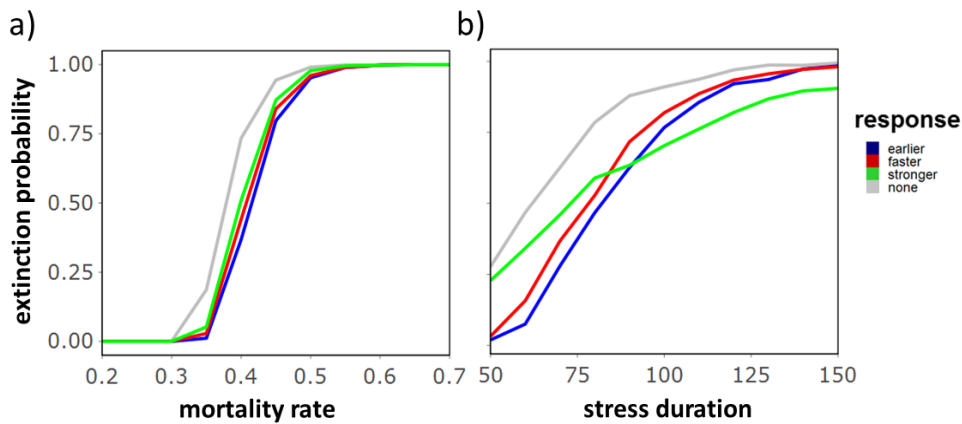 a)
b)
extinction probability
1.00
0.75
0.50
0.25
0.00
0.2 0.3 0.4 0.5 0.6 0.7
mortality rate
50 75 100 125 150
stress duration
response
earlier
faster
stronger
none